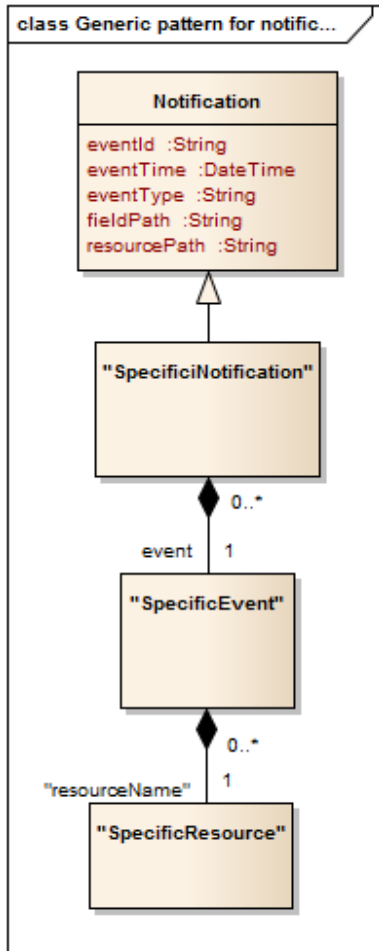 class Generic pattern for notific...
Notification
eventId :String
eventTime :DateTime
eventType :String
fieldPath :String
resourcePath :String
"SpecificiNotification"
0..*
event 1
"SpecificEvent"
0..*
"resourceName" 1
"SpecificResource"